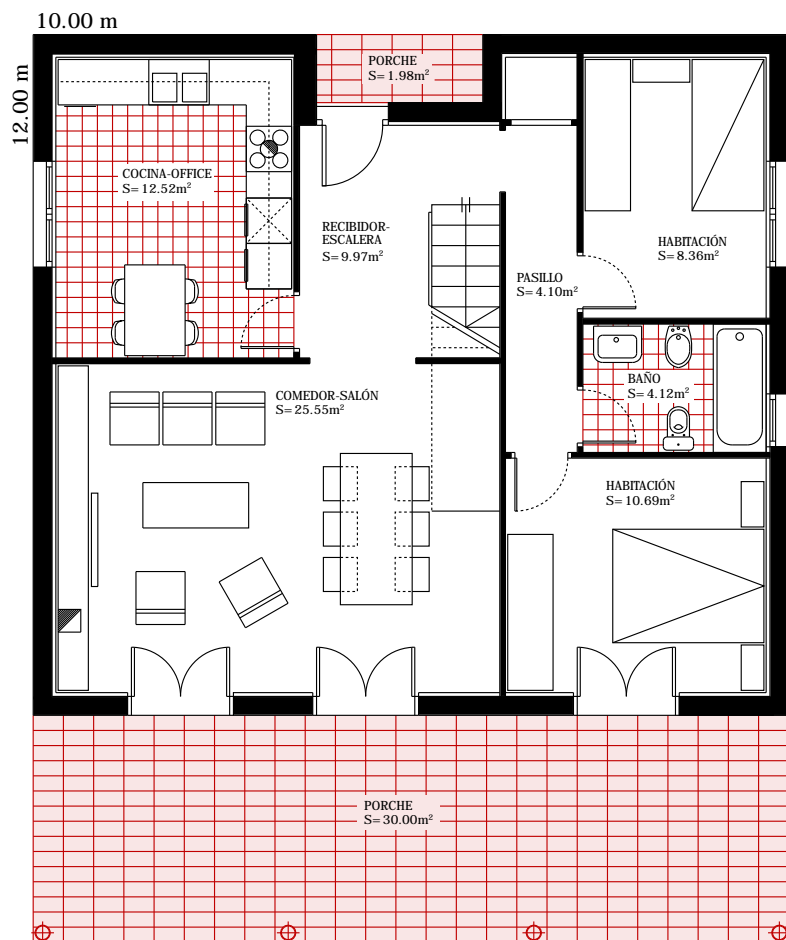 10.00 m
12.00 m
PORCHE
S=1.98m²
COCINA-OFFICE
S=12.52m²
RECIBIDOR-
ESCALERA
S=9.97m²
HABITACIÓN
S=8.36m²
PASILLO
S=4.10m²
BAÑO
S=4.12m²
COMEDOR-SALÓN
S=25.55m²
HABITACIÓN
S=10.69m²
PORCHE
S=30.00m²